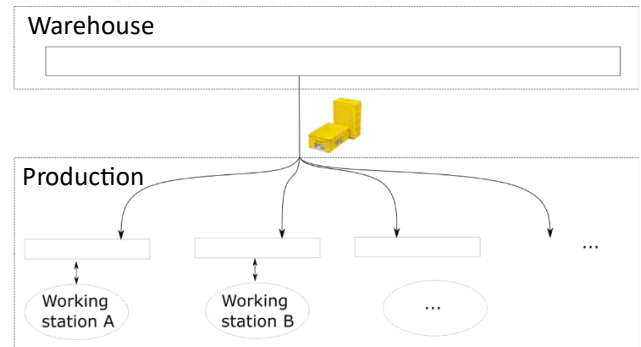 Warehouse
Production
...
Working
station A
Working
station B
...